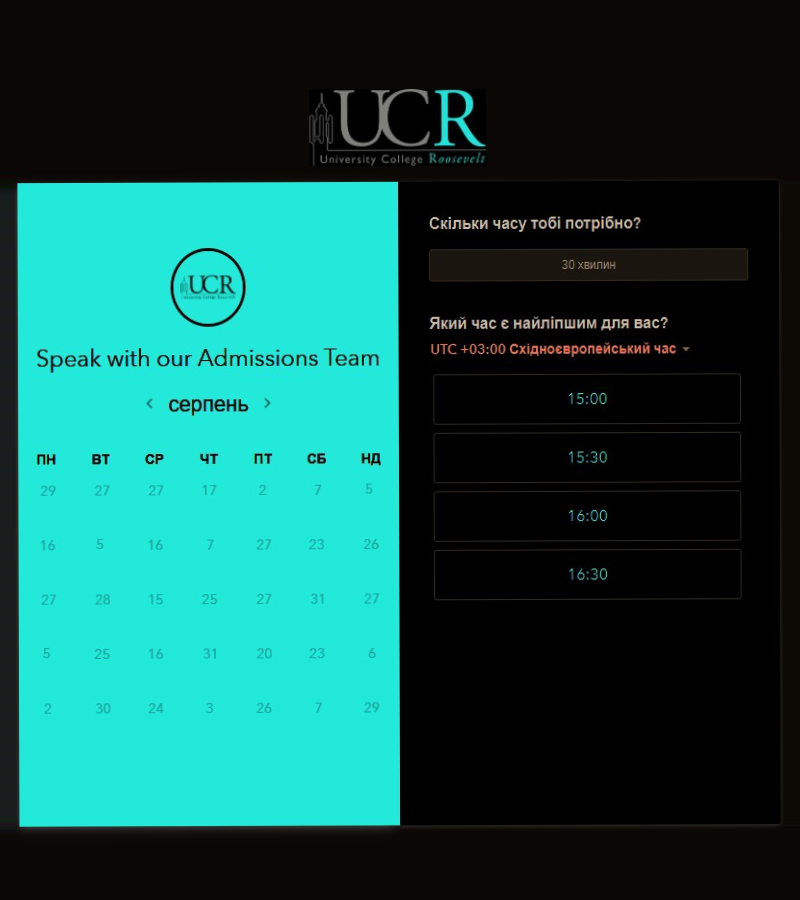 UCR
University College Roosevelt
UCR
University College Roosevelt
Speak with our Admissions Team
серпень
ПН ВТ СР ЧТ ПТ СБ НД
29 27 27 17 2 7 5
16 5 16 7 27 23 26
27 28 15 25 27 31 27
5 25 16 31 20 23 6
2 30 24 3 26 7 29
Скільки часу тобі потрібно?
30 хвилин
Який час є найліпшим для вас?
UTC +03:00 Східноєвропейський час
15:00
15:30
16:00
16:30